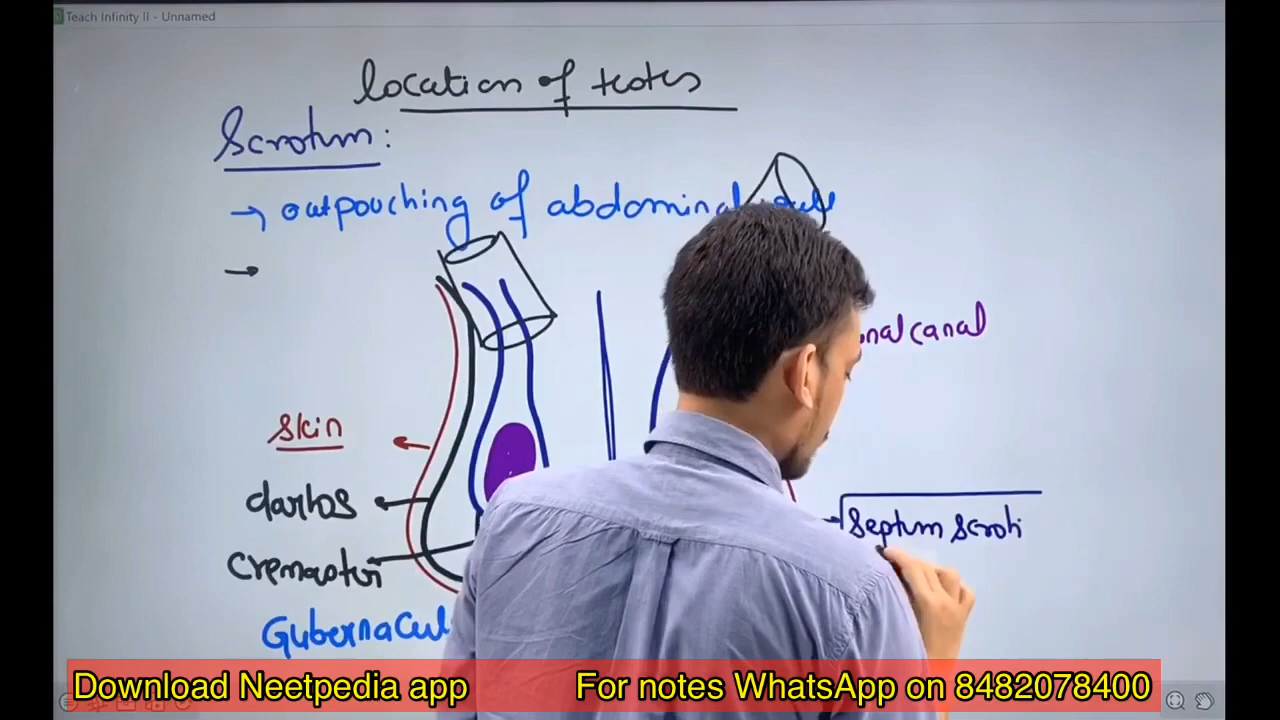 Teach Infinity II - Unnamed
location of testes
Scrotum:
→ outpouching of abdominal
→
nal canal
skin
dartos
Septum scroti
cremaster
Gubernacul
Download Neetpedia app For notes WhatsApp on 8482078400